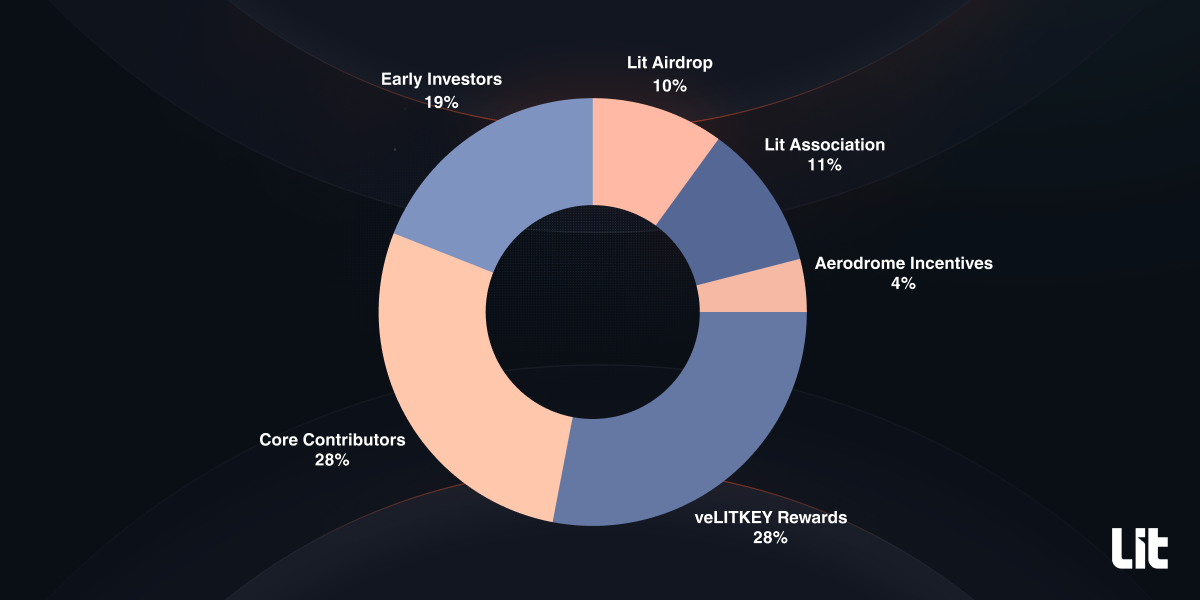 Lit Airdrop
10%
Early Investors
19%
Lit Association
11%
Aerodrome Incentives
4%
Core Contributors
28%
veLITKEY Rewards
28%
Lit